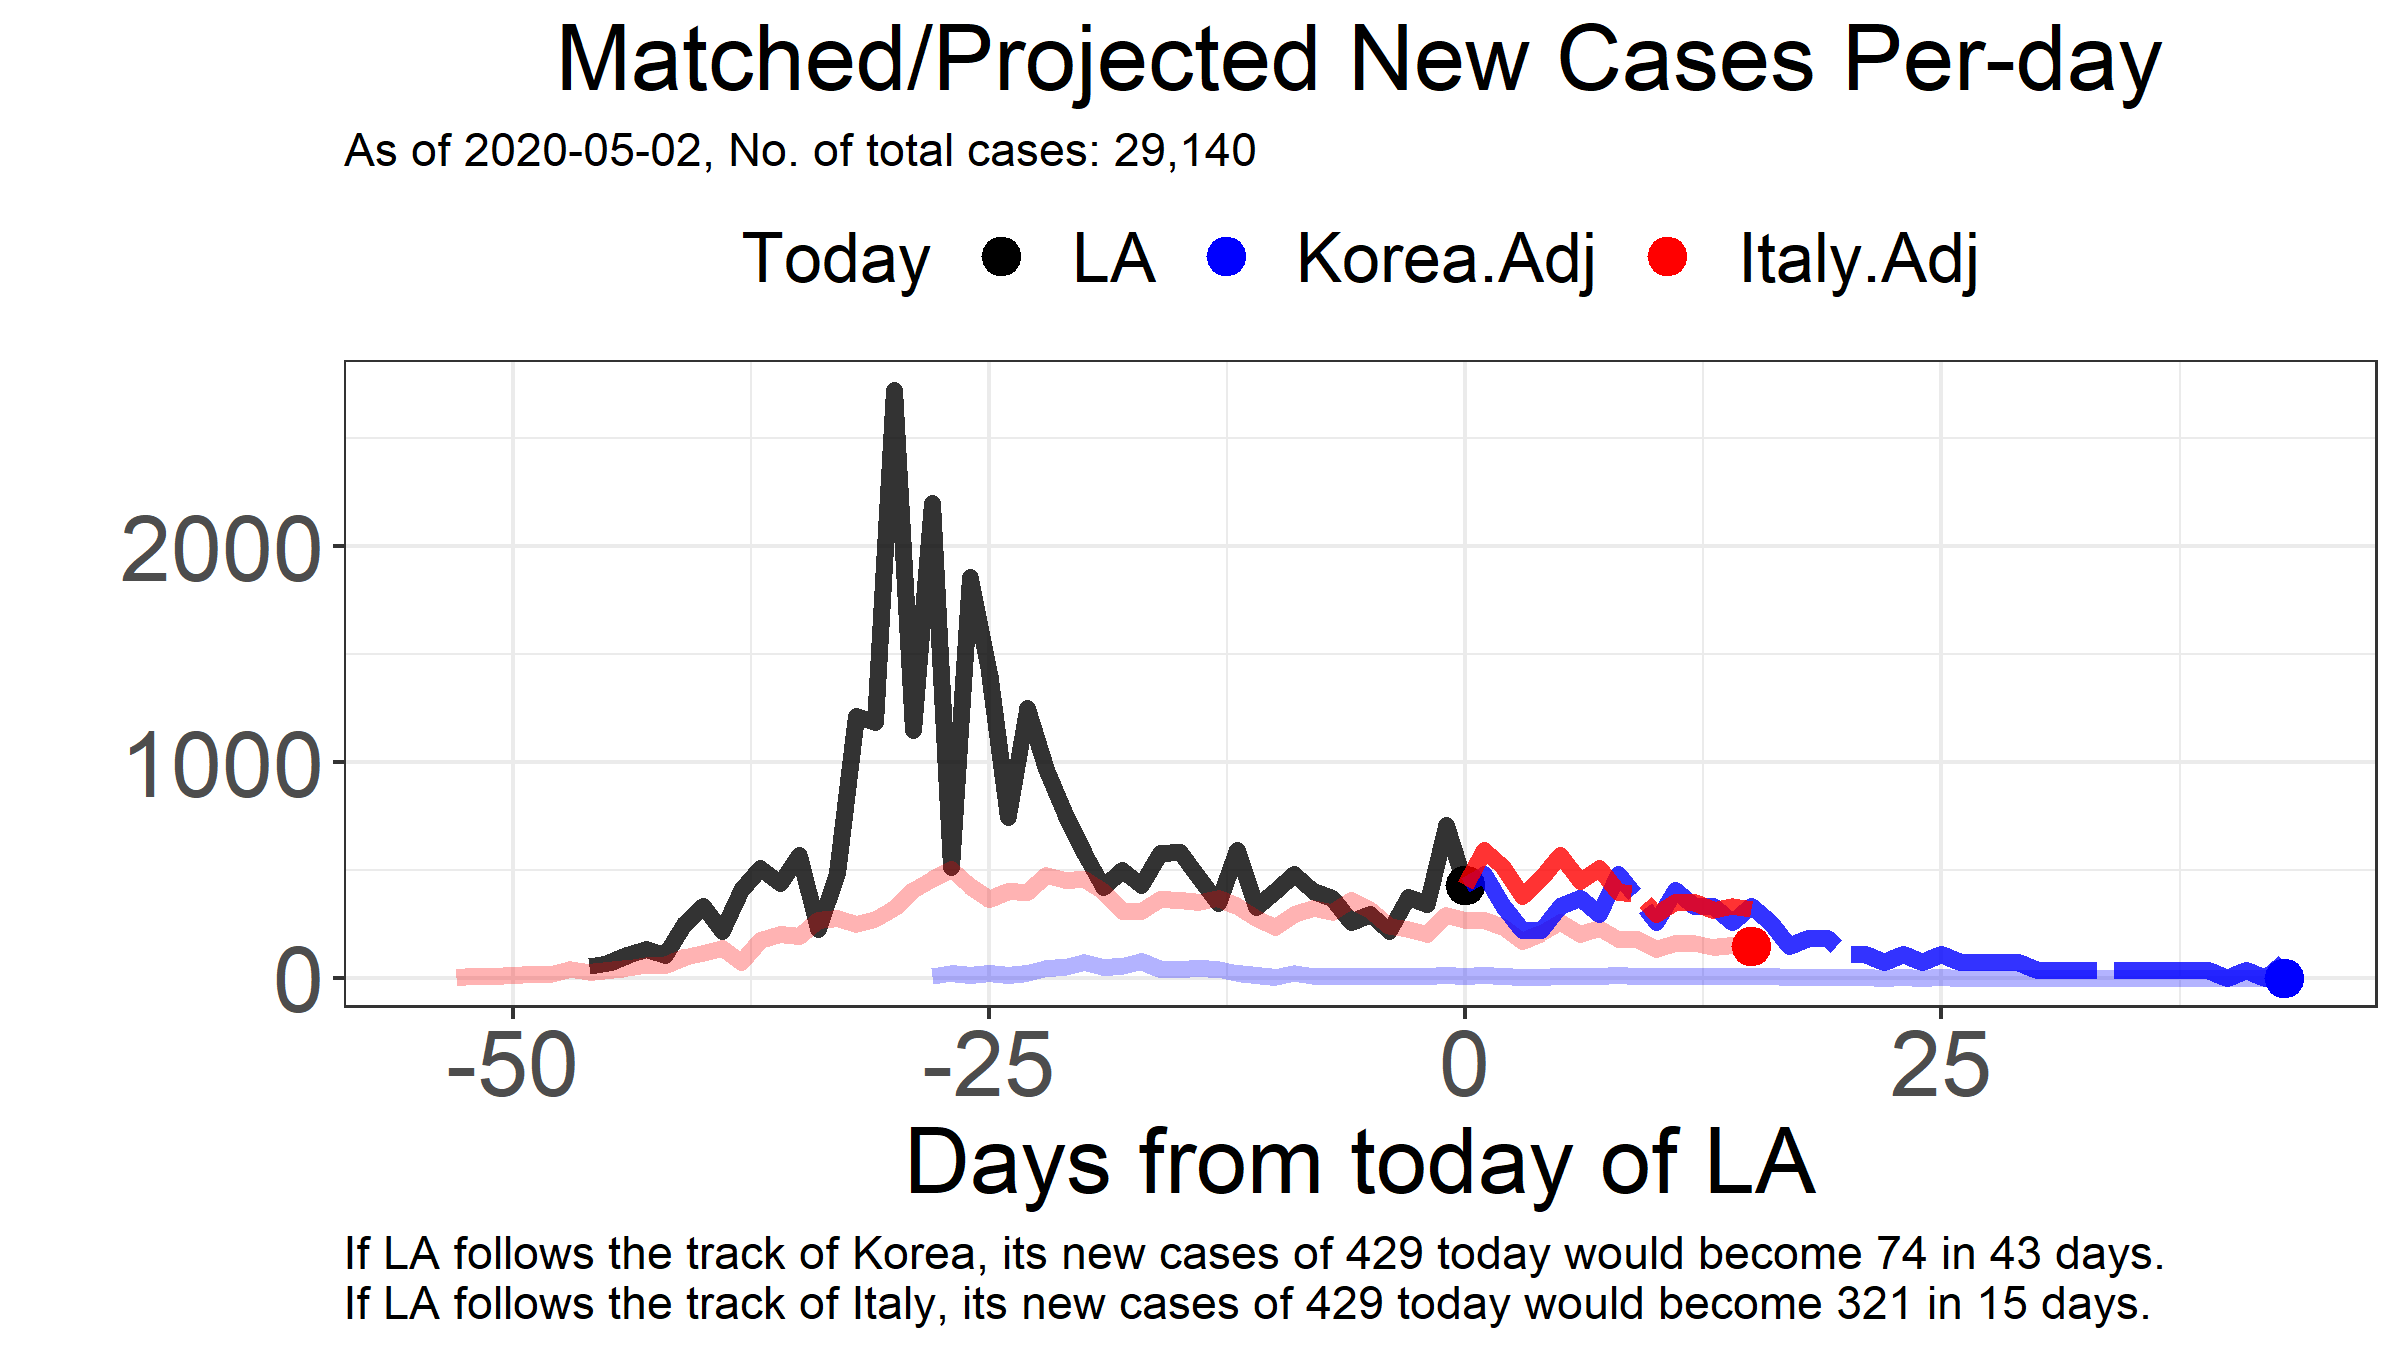 Matched/Projected New Cases Per-day
As of 2020-05-02, No. of total cases: 29,140
Today LA Korea.Adj Italy.Adj
2000
1000
0
-50 -25 0 25
Days from today of LA
If LA follows the track of Korea, its new cases of 429 today would become 74 in 43 days.
If LA follows the track of Italy, its new cases of 429 today would become 321 in 15 days.